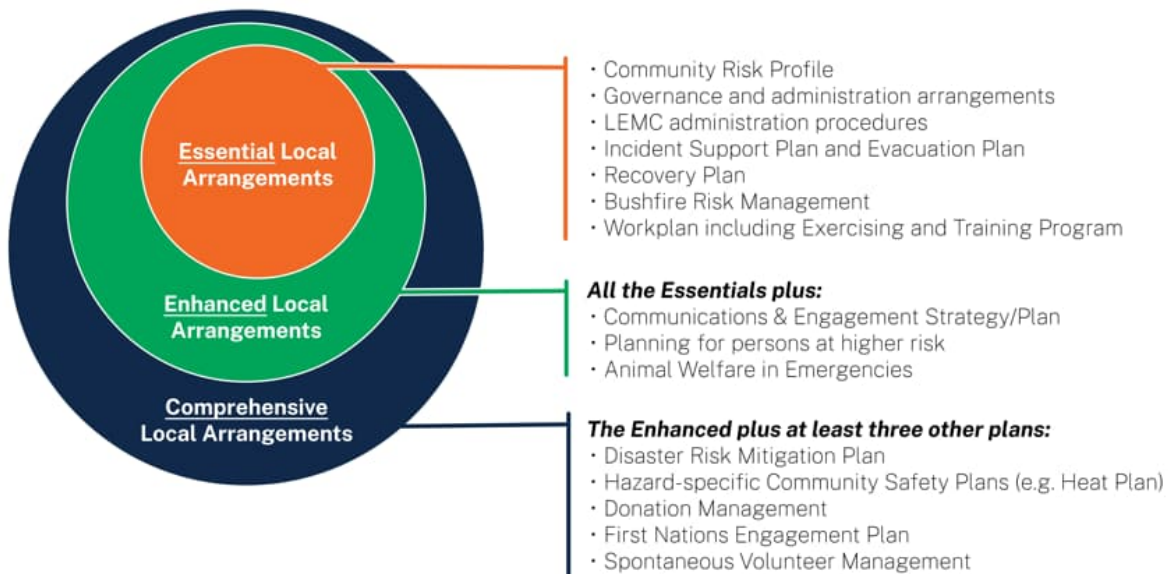 Essential Local
Arrangements
Enhanced Local
Arrangements
Comprehensive
Local Arrangements
· Community Risk Profile
· Governance and administration arrangements
· LEMC administration procedures
· Incident Support Plan and Evacuation Plan
· Recovery Plan
· Bushfire Risk Management
· Workplan including Exercising and Training Program
All the Essentials plus:
· Communications & Engagement Strategy/Plan
· Planning for persons at higher risk
· Animal Welfare in Emergencies
The Enhanced plus at least three other plans:
· Disaster Risk Mitigation Plan
· Hazard-specific Community Safety Plans (e.g. Heat Plan)
· Donation Management
· First Nations Engagement Plan
· Spontaneous Volunteer Management